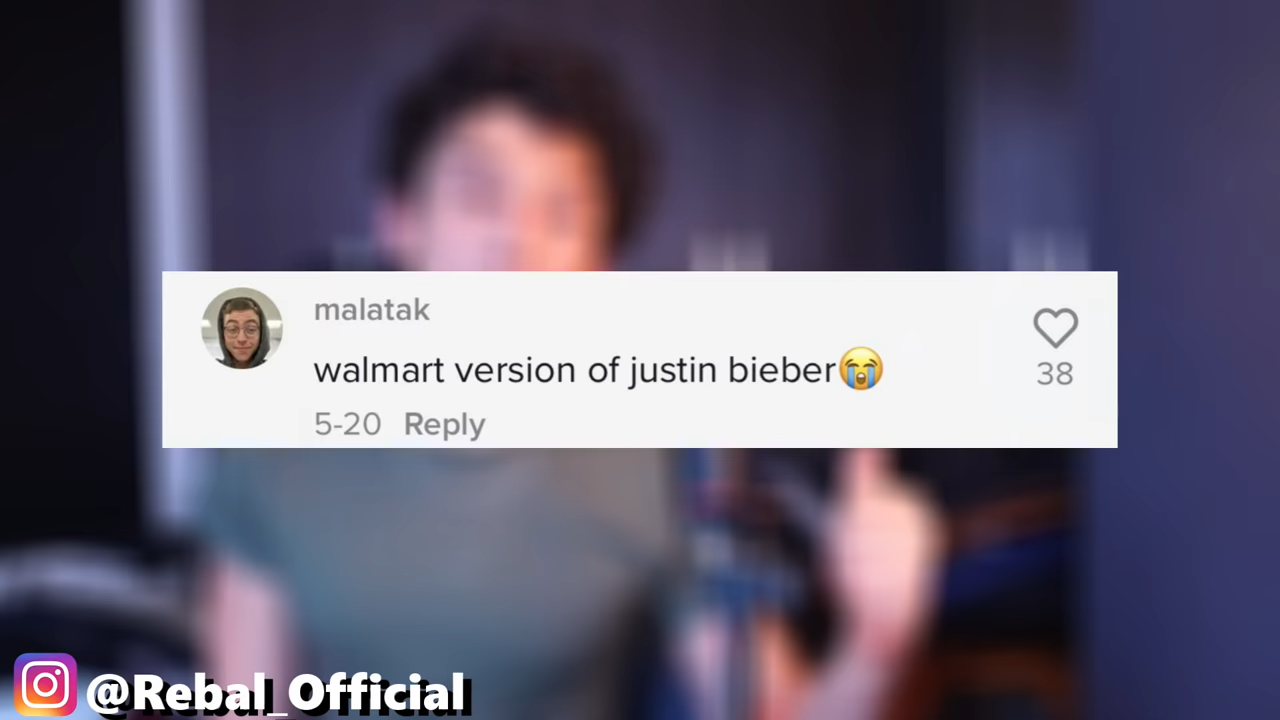 malatak
walmart version of justin bieber😭
38
5-20 Reply
@Rebal_Official